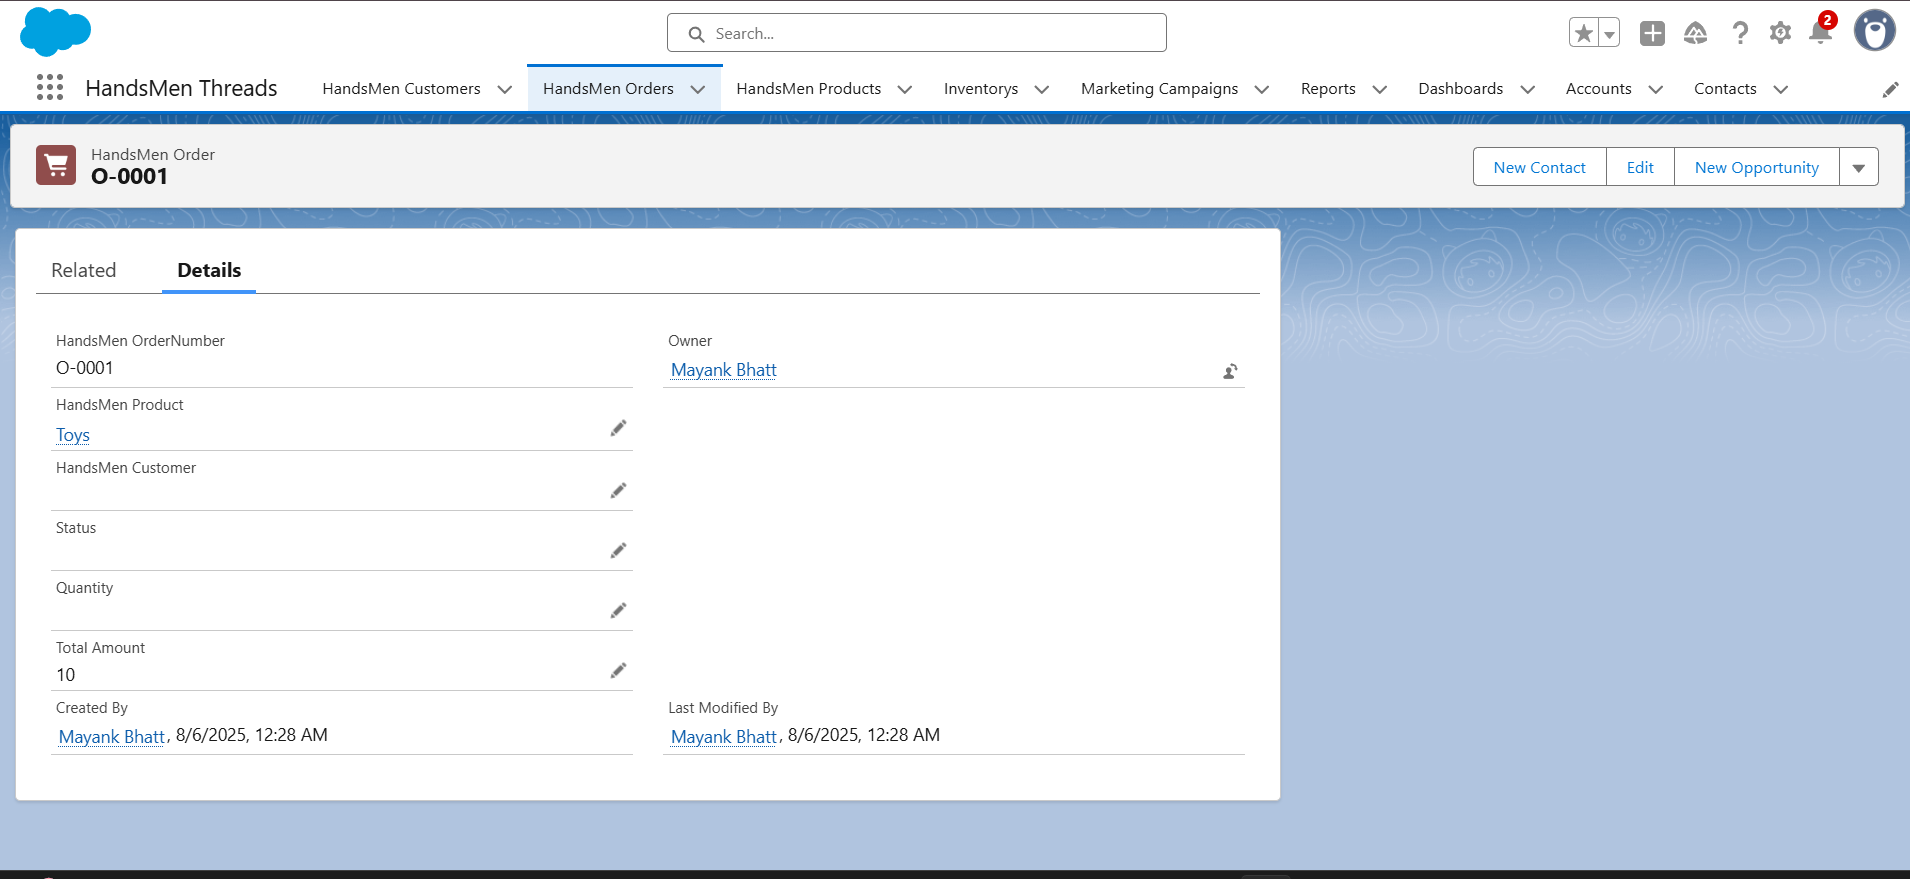 Search...
2
HandsMen Threads
HandsMen Customers
HandsMen Orders
HandsMen Products
Inventorys
Marketing Campaigns
Reports
Dashboards
Accounts
Contacts
HandsMen Order
O-0001
New Contact
Edit
New Opportunity
Related
Details
HandsMen OrderNumber
O-0001
Owner
Mayank Bhatt
HandsMen Product
Toys
HandsMen Customer
Status
Quantity
Total Amount
10
Created By
Mayank Bhatt, 8/6/2025, 12:28 AM
Last Modified By
Mayank Bhatt, 8/6/2025, 12:28 AM